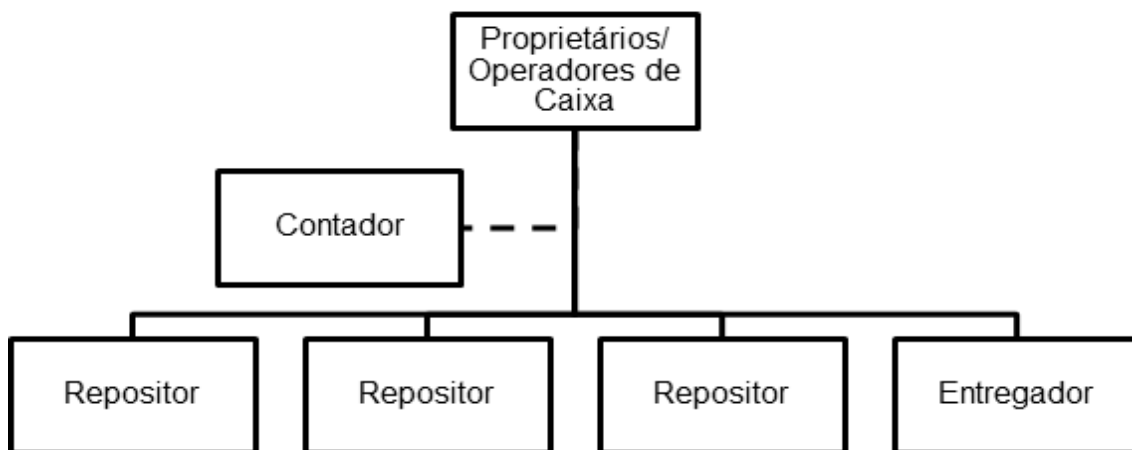 Proprietários/
Operadores de
Caixa
Contador
Repositor
Repositor
Repositor
Entregador